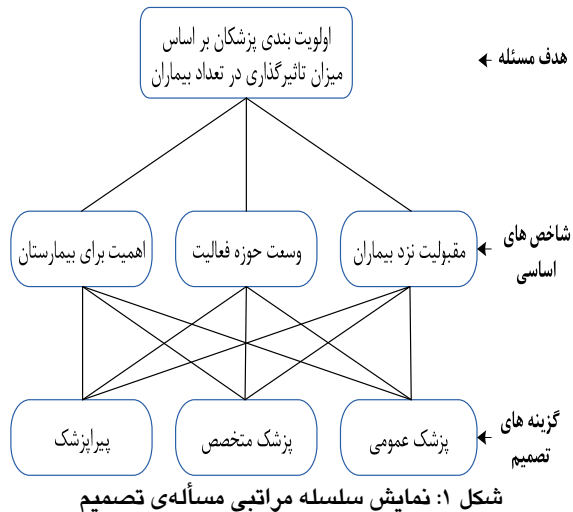 اولویت بندی پزشکان بر اساس
میزان تاثیرگذاری در تعداد بیماران
هدف مسئله
مقبولیت نزد بیماران
وسعت حوزه فعالیت
اهمیت برای بیمارستان
شاخص های
اساسی
پزشک عمومی
پزشک متخصص
پیراپزشک
گزینه های
تصمیم
شکل ۱: نمایش سلسله مراتبی مسأله‌ی تصمیم